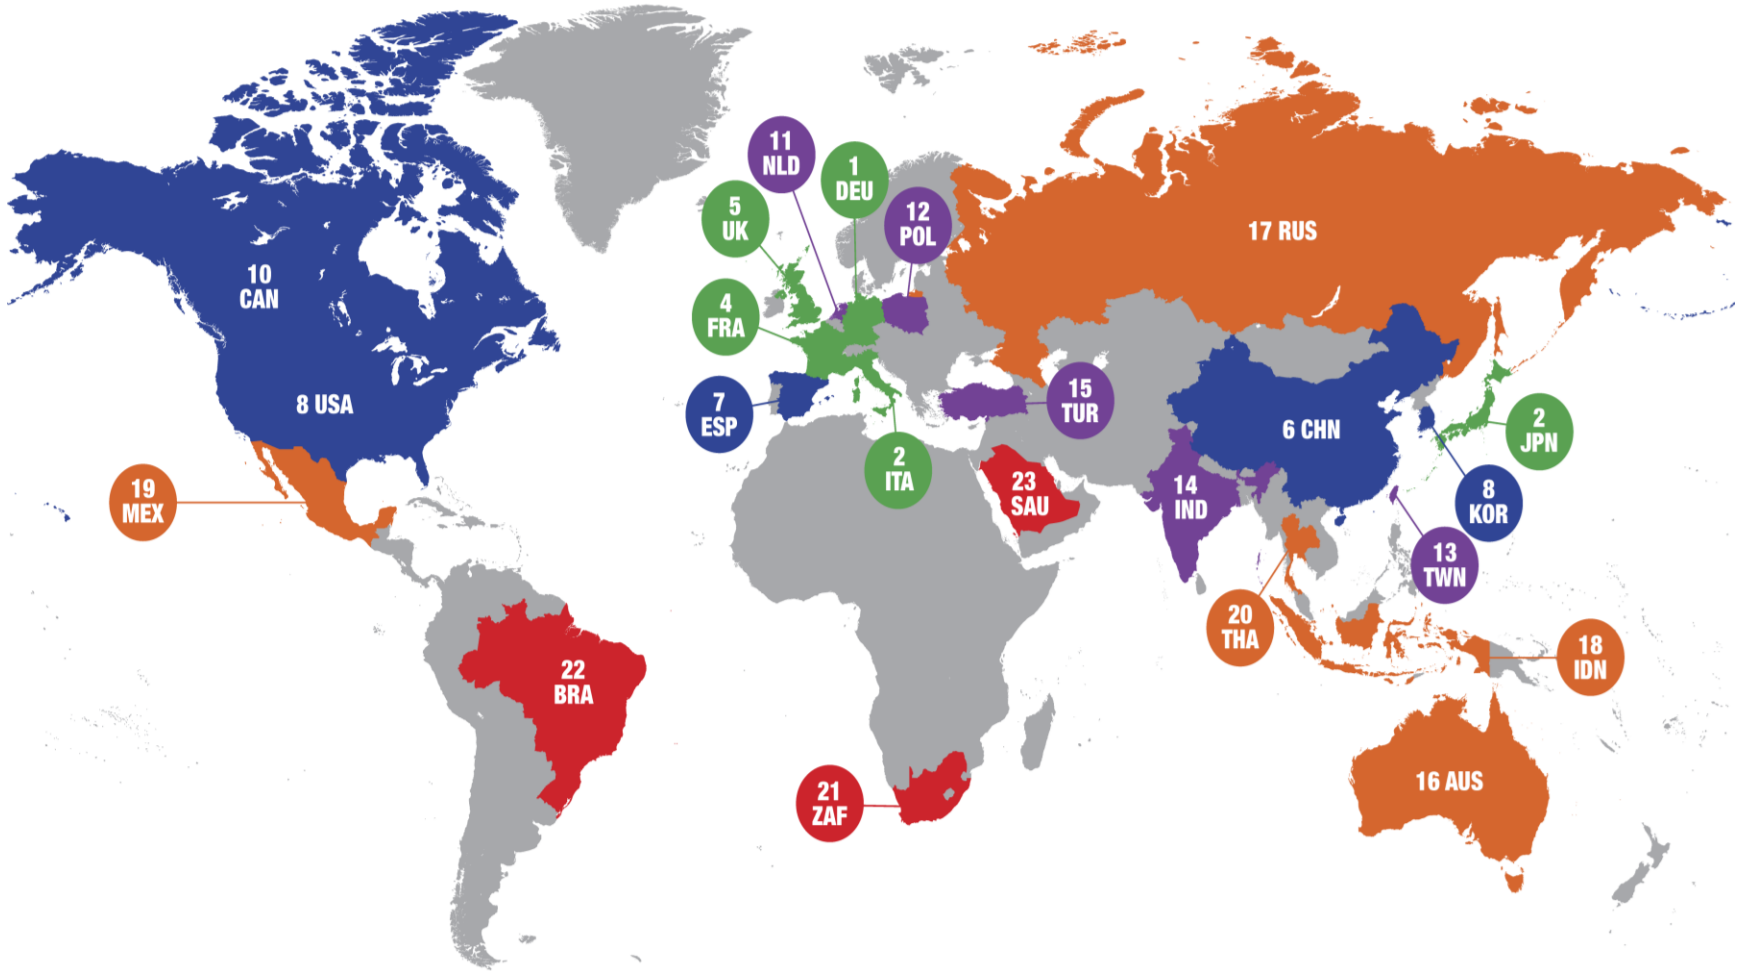 11
NLD
1
DEU
5
UK
12
POL
17 RUS
10
CAN
4
FRA
8 USA
7
ESP
15
TUR
6 CHN
2
JPN
2
ITA
19
MEX
23
SAU
14
IND
8
KOR
13
TWN
20
THA
18
IDN
22
BRA
21
ZAF
16 AUS